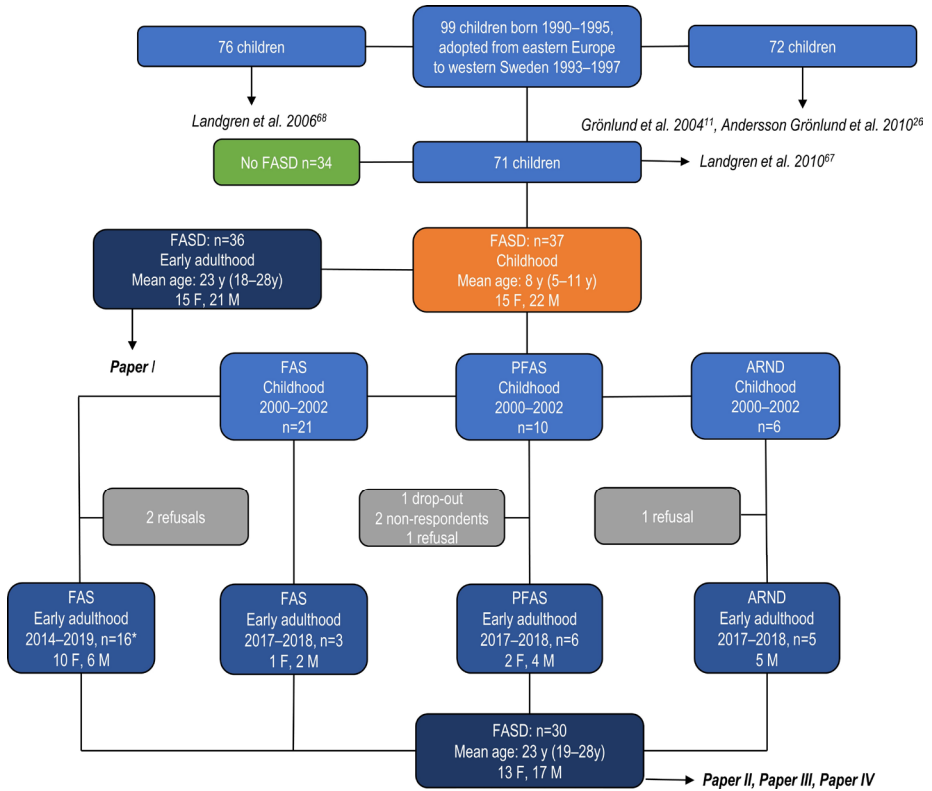 76 children
99 children born 1990–1995,
adopted from eastern Europe
to western Sweden 1993–1997
72 children
Landgren et al. 2006⁶⁸
Grönlund et al. 2004¹¹, Andersson Grönlund et al. 2010²⁶
No FASD n=34
71 children
Landgren et al. 2010⁶⁷
FASD: n=36
Early adulthood
Mean age: 23 y (18–28y)
15 F, 21 M
FASD: n=37
Childhood
Mean age: 8 y (5–11 y)
15 F, 22 M
Paper I
FAS
Childhood
2000–2002
n=21
PFAS
Childhood
2000–2002
n=10
ARND
Childhood
2000–2002
n=6
2 refusals
1 drop-out
2 non-respondents
1 refusal
1 refusal
FAS
Early adulthood
2014–2019, n=16*
10 F, 6 M
FAS
Early adulthood
2017–2018, n=3
1 F, 2 M
PFAS
Early adulthood
2017–2018, n=6
2 F, 4 M
ARND
Early adulthood
2017–2018, n=5
5 M
FASD: n=30
Mean age: 23 y (19–28y)
13 F, 17 M
Paper II, Paper III, Paper IV